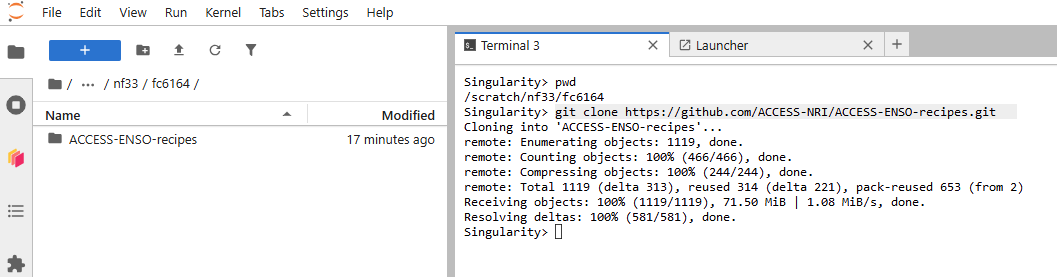 File Edit View Run Kernel Tabs Settings Help
/ ... / nf33 / fc6164 /
Name Modified
ACCESS-ENSO-recipes 17 minutes ago
Terminal 3 Launcher
Singularity> pwd
/scratch/nf33/fc6164
Singularity> git clone https://github.com/ACCESS-NRI/ACCESS-ENSO-recipes.git
Cloning into 'ACCESS-ENSO-recipes'...
remote: Enumerating objects: 1119, done.
remote: Counting objects: 100% (466/466), done.
remote: Compressing objects: 100% (244/244), done.
remote: Total 1119 (delta 313), reused 314 (delta 221), pack-reused 653 (from 2)
Receiving objects: 100% (1119/1119), 71.50 MiB | 1.08 MiB/s, done.
Resolving deltas: 100% (581/581), done.
Singularity>